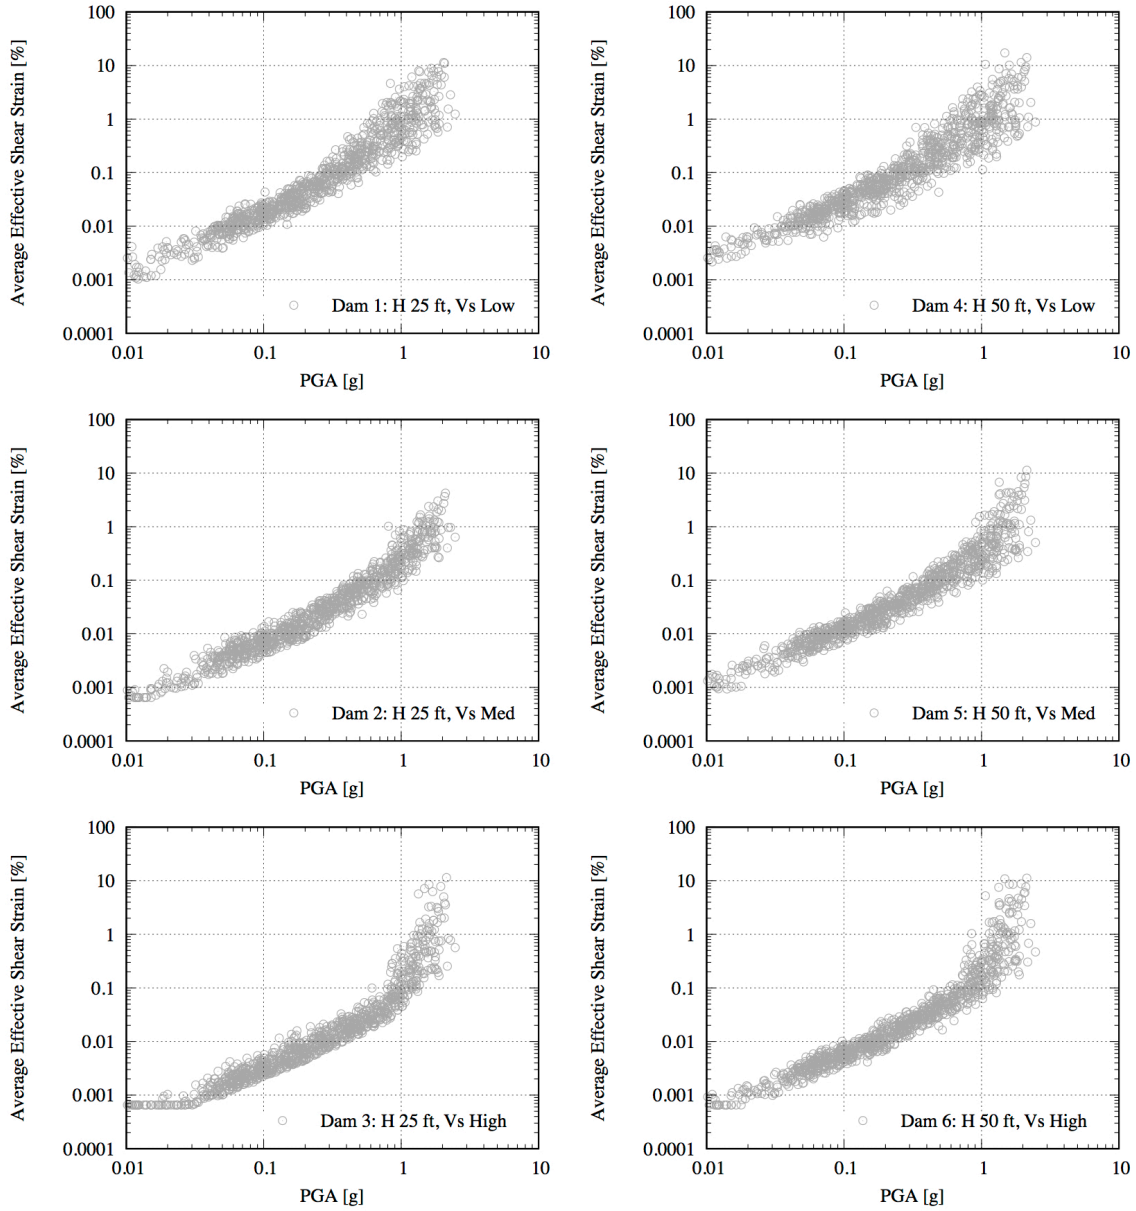 100
10
1
0.1
0.01
0.001
0.0001
Average Effective Shear Strain [%]
Dam 1: H 25 ft, Vs Low
0.01 0.1 1 10
PGA [g]
100
10
1
0.1
0.01
0.001
0.0001
Average Effective Shear Strain [%]
Dam 4: H 50 ft, Vs Low
0.01 0.1 1 10
PGA [g]
100
10
1
0.1
0.01
0.001
0.0001
Average Effective Shear Strain [%]
Dam 2: H 25 ft, Vs Med
0.01 0.1 1 10
PGA [g]
100
10
1
0.1
0.01
0.001
0.0001
Average Effective Shear Strain [%]
Dam 5: H 50 ft, Vs Med
0.01 0.1 1 10
PGA [g]
100
10
1
0.1
0.01
0.001
0.0001
Average Effective Shear Strain [%]
Dam 3: H 25 ft, Vs High
0.01 0.1 1 10
PGA [g]
100
10
1
0.1
0.01
0.001
0.0001
Average Effective Shear Strain [%]
Dam 6: H 50 ft, Vs High
0.01 0.1 1 10
PGA [g]